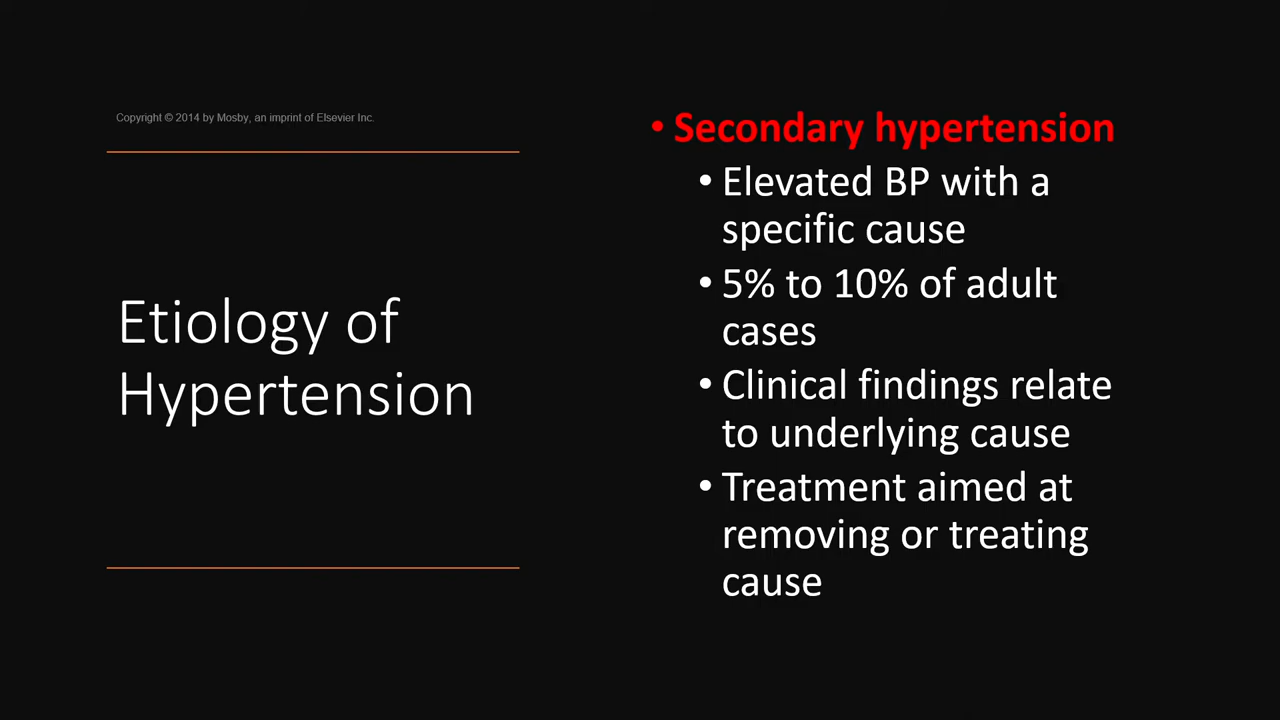 Copyright © 2014 by Mosby, an imprint of Elsevier Inc.
Etiology of
Hypertension
• Secondary hypertension
• Elevated BP with a
specific cause
• 5% to 10% of adult
cases
• Clinical findings relate
to underlying cause
• Treatment aimed at
removing or treating
cause